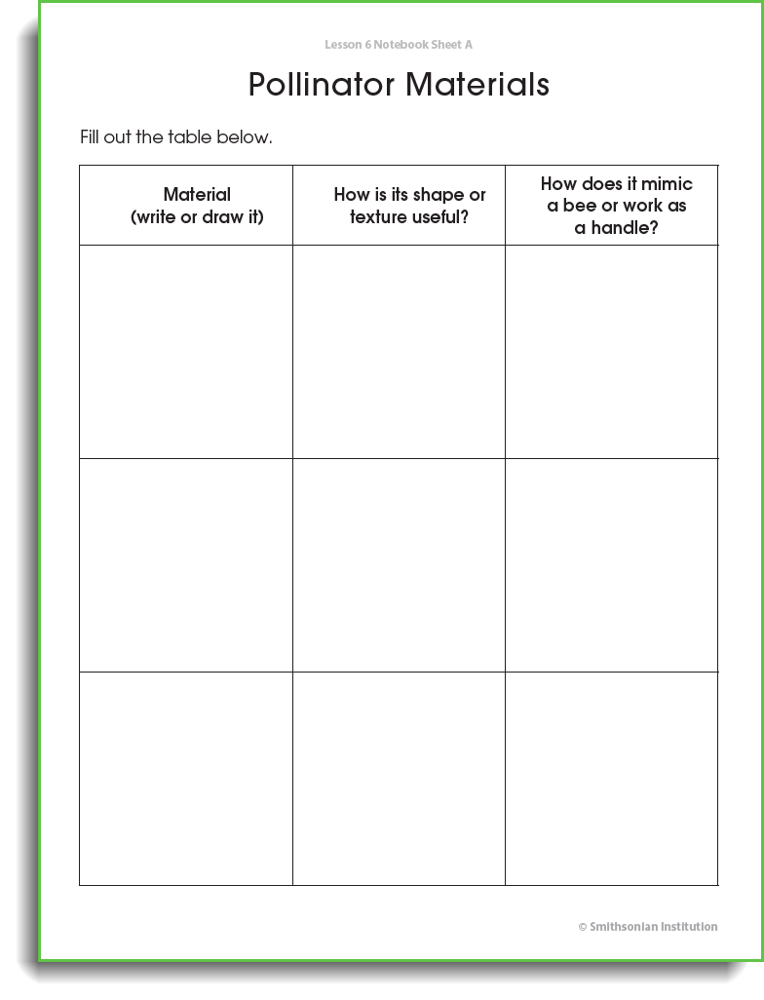 Lesson 6 Notebook Sheet A
Pollinator Materials
Fill out the table below.
Material
(write or draw it)
How is its shape or
texture useful?
How does it mimic
a bee or work as
a handle?
© Smithsonian Institution